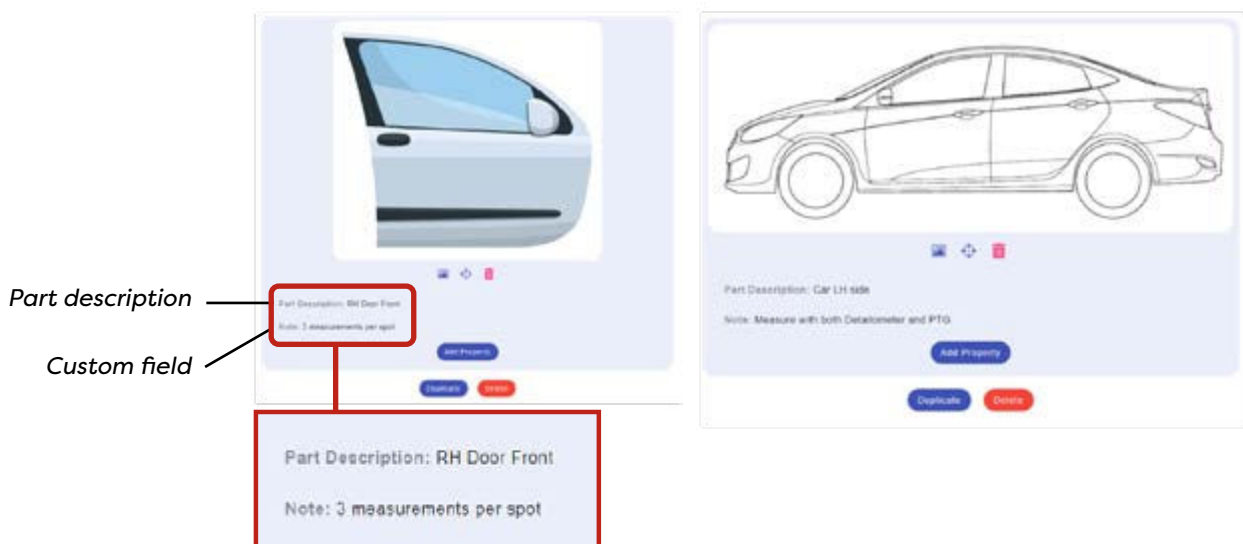 Part description
Custom field
Part Description: RH Door Front
Note: 3 measurements per spot
Add Property
Duplicate
Delete
Part Description: RH Door Front
Note: 3 measurements per spot
Part Description: Car LH side
Note: Measure with both Detailometer and PTG
Add Property
Duplicate
Delete